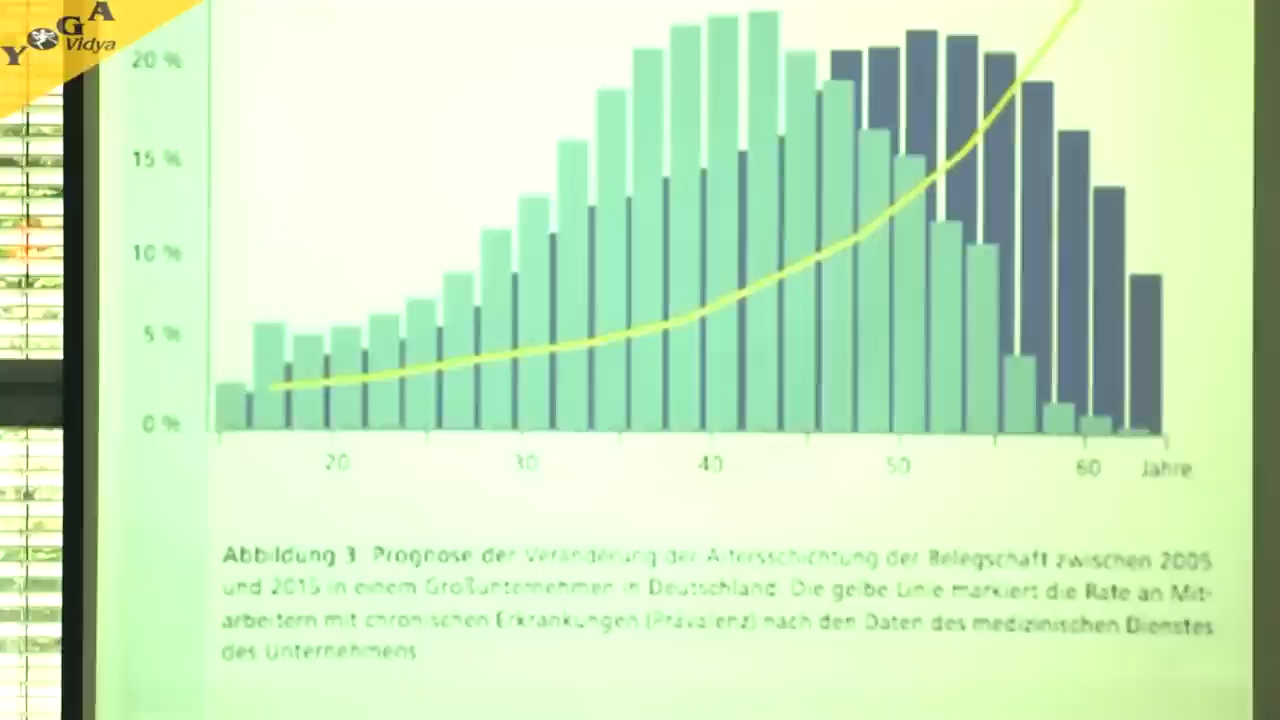 YOGA
Vidya
20 %
15 %
10 %
5 %
0 %
20 30 40 50 60 Jahre
Abbildung 3 Prognose der Veränderung der Altersschichtung der Belegschaft zwischen 2005
und 2015 in einem Großunternehmen in Deutschland. Die gelbe Linie markiert die Rate an Mit-
arbeitern mit chronischen Erkrankungen (Prävalenz) nach den Daten des medizinischen Dienstes
des Unternehmens